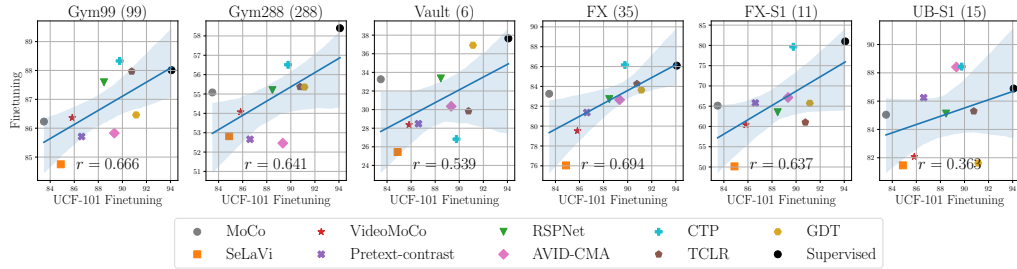 Gym99 (99) Gym288 (288) Vault (6) FX (35) FX-S1 (11) UB-S1 (15)
Finetuning
89
88
87
86
85
r = 0.666
84 86 88 90 92 94
UCF-101 Finetuning
58
57
56
55
54
53
52
51
50
r = 0.641
84 86 88 90 92 94
UCF-101 Finetuning
38
36
34
32
30
28
26
24
r = 0.539
84 86 88 90 92 94
UCF-101 Finetuning
90
88
86
84
82
80
78
76
r = 0.694
84 86 88 90 92 94
UCF-101 Finetuning
80
75
70
65
60
55
50
r = 0.637
84 86 88 90 92 94
UCF-101 Finetuning
90
88
86
84
82
r = 0.363
84 86 88 90 92 94
UCF-101 Finetuning
MoCo VideoMoCo RSPNet CTP GDT
SeLaVi Pretext-contrast AVID-CMA TCLR Supervised